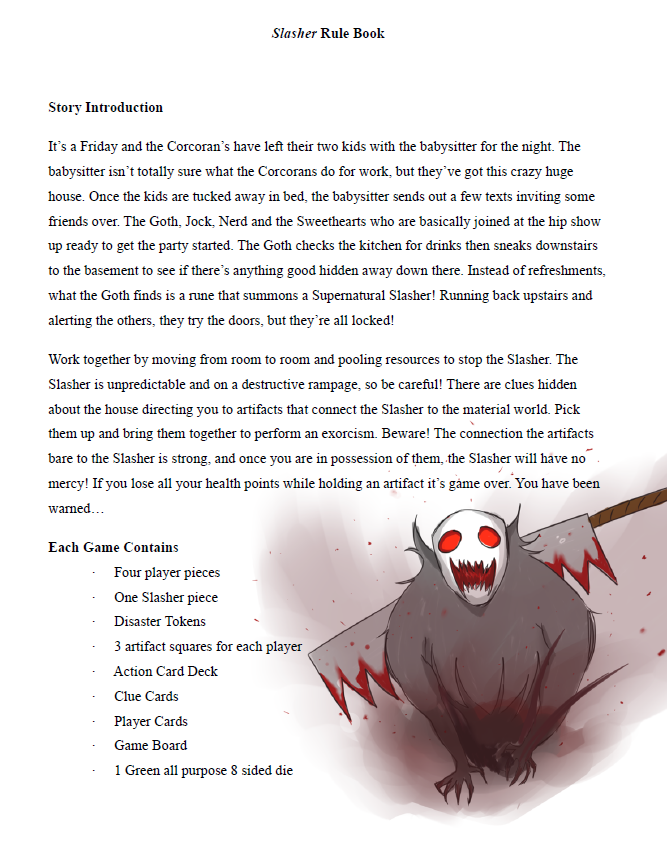 Slasher Rule Book
Story Introduction
It’s a Friday and the Corcoran’s have left their two kids with the babysitter for the night. The
babysitter isn’t totally sure what the Corcorans do for work, but they’ve got this crazy huge
house. Once the kids are tucked away in bed, the babysitter sends out a few texts inviting some
friends over. The Goth, Jock, Nerd and the Sweethearts who are basically joined at the hip show
up ready to get the party started. The Goth checks the kitchen for drinks then sneaks downstairs
to the basement to see if there’s anything good hidden away down there. Instead of refreshments,
what the Goth finds is a rune that summons a Supernatural Slasher! Running back upstairs and
alerting the others, they try the doors, but they’re all locked!
Work together by moving from room to room and pooling resources to stop the Slasher. The
Slasher is unpredictable and on a destructive rampage, so be careful! There are clues hidden
about the house directing you to artifacts that connect the Slasher to the material world. Pick
them up and bring them together to perform an exorcism. Beware! The connection the artifacts
bare to the Slasher is strong, and once you are in possession of them, the Slasher will have no
mercy! If you lose all your health points while holding an artifact it’s game over. You have been
warned…
Each Game Contains
· Four player pieces
· One Slasher piece
· Disaster Tokens
· 3 artifact squares for each player
· Action Card Deck
· Clue Cards
· Player Cards
· Game Board
· 1 Green all purpose 8 sided die